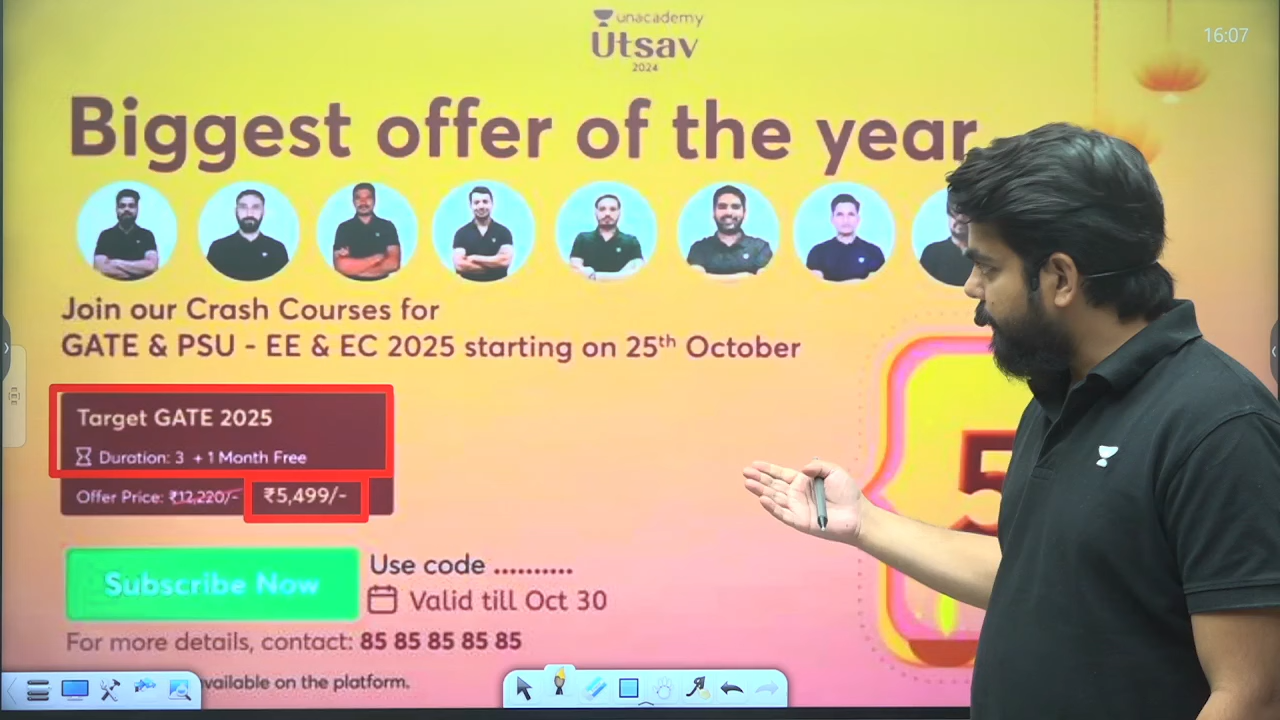 unacademy
Utsav
2024
16:07
Biggest offer of the year
Join our Crash Courses for
GATE & PSU - EE & EC 2025 starting on 25th October
Target GATE 2025
Duration: 3 + 1 Month Free
Offer Price: ₹12,220/- ₹5,499/-
5
Subscribe Now
Use code ..........
Valid till Oct 30
For more details, contact: 85 85 85 85 85
available on the platform.